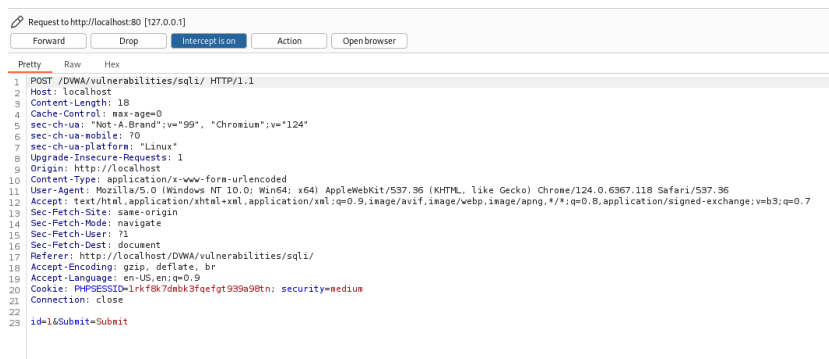 Request to http://localhost:80 [127.0.0.1]
Forward Drop Intercept is on Action Open browser
Pretty Raw Hex
1 POST /DVWA/vulnerabilities/sqli/ HTTP/1.1
2 Host: localhost
3 Content-Length: 18
4 Cache-Control: max-age=0
5 sec-ch-ua: "Not-A.Brand";v="99", "Chromium";v="124"
6 sec-ch-ua-mobile: ?0
7 sec-ch-ua-platform: "Linux"
8 Upgrade-Insecure-Requests: 1
9 Origin: http://localhost
10 Content-Type: application/x-www-form-urlencoded
11 User-Agent: Mozilla/5.0 (Windows NT 10.0; Win64; x64) AppleWebKit/537.36 (KHTML, like Gecko) Chrome/124.0.6367.118 Safari/537.36
12 Accept: text/html,application/xhtml+xml,application/xml;q=0.9,image/avif,image/webp,image/apng,*/*;q=0.8,application/signed-exchange;v=b3;q=0.7
13 Sec-Fetch-Site: same-origin
14 Sec-Fetch-Mode: navigate
15 Sec-Fetch-User: ?1
16 Sec-Fetch-Dest: document
17 Referer: http://localhost/DVWA/vulnerabilities/sqli/
18 Accept-Encoding: gzip, deflate, br
19 Accept-Language: en-US,en;q=0.9
20 Cookie: PHPSESSID=1rkf8k7dmbk3fqefgt939a98tn; security=medium
21 Connection: close
22
23 id=1&Submit=Submit